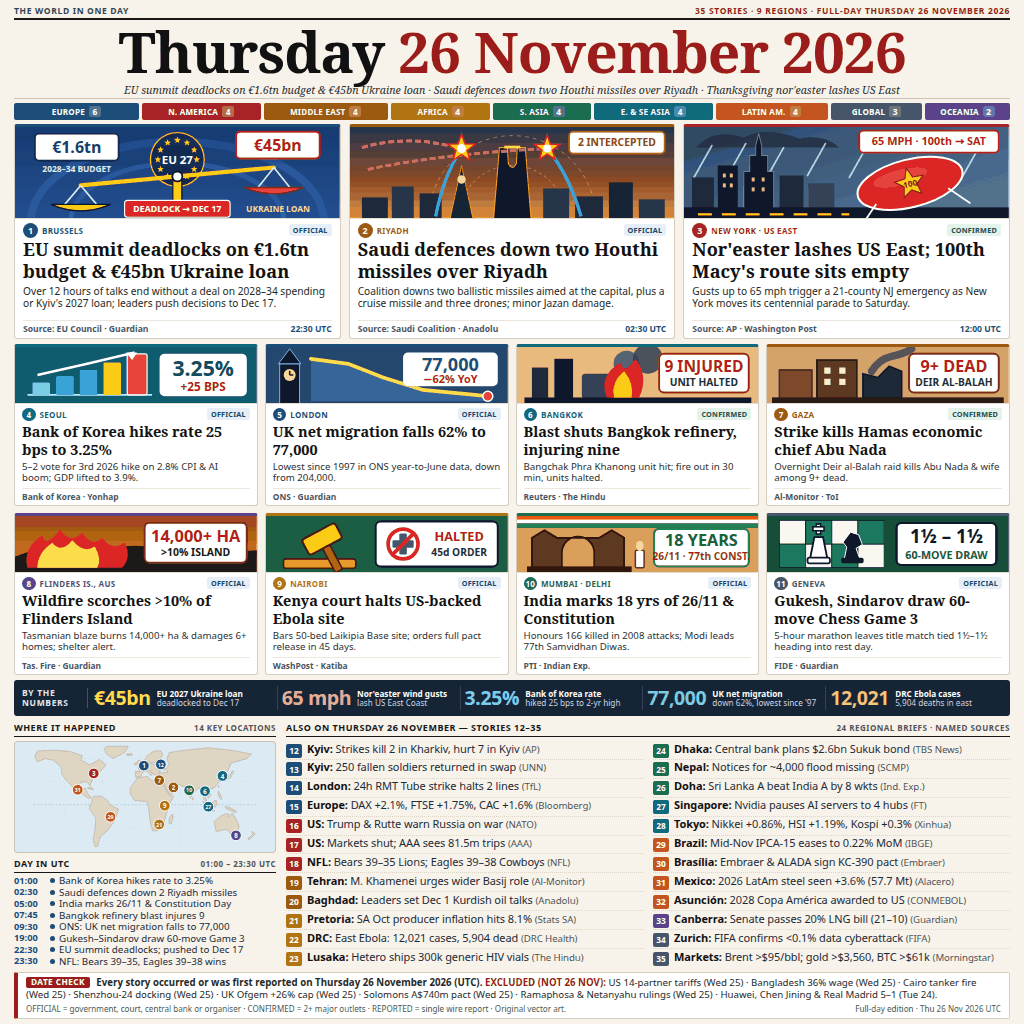 THE WORLD IN ONE DAY
35 STORIES · 9 REGIONS · FULL-DAY THURSDAY 26 NOVEMBER 2026
Thursday 26 November 2026
EU summit deadlocks on €1.6tn budget & €45bn Ukraine loan · Saudi defences down two Houthi missiles over Riyadh · Thanksgiving nor'easter lashes US East
EUROPE 6
N. AMERICA 4
MIDDLE EAST 4
AFRICA 4
S. ASIA 4
E. & SE ASIA 4
LATIN AM. 4
GLOBAL 3
OCEANIA 2
€1.6tn
2028–34 BUDGET
EU 27
€45bn
DEADLOCK → DEC 17
UKRAINE LOAN
1 BRUSSELS
OFFICIAL
EU summit deadlocks on €1.6tn
budget & €45bn Ukraine loan
Over 12 hours of talks end without a deal on 2028–34 spending
or Kyiv's 2027 loan; leaders push decisions to Dec 17.
Source: EU Council · Guardian
22:30 UTC
2 INTERCEPTED
2 RIYADH
OFFICIAL
Saudi defences down two Houthi
missiles over Riyadh
Coalition downs two ballistic missiles aimed at the capital, plus a
cruise missile and three drones; minor Jazan damage.
Source: Saudi Coalition · Anadolu
02:30 UTC
65 MPH · 100th → SAT
100
3 NEW YORK · US EAST
CONFIRMED
Nor'easter lashes US East; 100th
Macy's route sits empty
Gusts up to 65 mph trigger a 21-county NJ emergency as New
York moves its centennial parade to Saturday.
Source: AP · Washington Post
12:00 UTC
3.25%
+25 BPS
4 SEOUL
OFFICIAL
Bank of Korea hikes rate 25
bps to 3.25%
5–2 vote for 3rd 2026 hike on 2.8% CPI & AI
boom; GDP lifted to 3.9%.
Bank of Korea · Yonhap
77,000
−62% YoY
5 LONDON
OFFICIAL
UK net migration falls 62% to
77,000
Lowest since 1997 in ONS year-to-June data, down
from 204,000.
ONS · Guardian
9 INJURED
UNIT HALTED
6 BANGKOK
CONFIRMED
Blast shuts Bangkok refinery,
injuring nine
Bangchak Phra Khanong unit hit; fire out in 30
min, units halted.
Reuters · The Hindu
9+ DEAD
DEIR AL-BALAH
7 GAZA
CONFIRMED
Strike kills Hamas economic
chief Abu Nada
Overnight Deir al-Balah raid kills Abu Nada & wife
among 9+ dead.
Al-Monitor · ToI
14,000+ HA
>10% ISLAND
8 FLINDERS IS., AUS
OFFICIAL
Wildfire scorches >10% of
Flinders Island
Tasmanian blaze burns 14,000+ ha & damages 6+
homes; shelter alert.
Tas. Fire · Guardian
HALTED
45d ORDER
9 NAIROBI
OFFICIAL
Kenya court halts US-backed
Ebola site
Bars 50-bed Laikipia Base site; orders full pact
release in 45 days.
WashPost · Katiba
18 YEARS
26/11 · 77th CONST
10 MUMBAI · DELHI
OFFICIAL
India marks 18 yrs of 26/11 &
Constitution
Honours 166 killed in 2008 attacks; Modi leads
77th Samvidhan Diwas.
PTI · Indian Exp.
1½ – 1½
60-MOVE DRAW
11 GENEVA
OFFICIAL
Gukesh, Sindarov draw 60-
move Chess Game 3
5-hour marathon leaves title match tied 1½–1½
heading into rest day.
FIDE · Guardian
BY THE
NUMBERS
€45bn
EU 2027 Ukraine loan
deadlocked to Dec 17
65 mph
Nor'easter wind gusts
lash US East Coast
3.25%
Bank of Korea rate
hiked 25 bps to 2-yr high
77,000
UK net migration
down 62%, lowest since '97
12,021
DRC Ebola cases
5,904 deaths in east
WHERE IT HAPPENED
14 KEY LOCATIONS
1
12
3
4
7
2
10
6
31
9
27
29
21
8
DAY IN UTC
01:00 – 23:30 UTC
01:00 ● Bank of Korea hikes rate to 3.25%
02:30 ● Saudi defences down 2 Riyadh missiles
05:00 ● India marks 26/11 & Constitution Day
07:45 ● Bangkok refinery blast injures 9
09:30 ● ONS: UK net migration falls to 77,000
19:00 ● Gukesh–Sindarov draw 60-move Game 3
22:30 ● EU summit deadlocks; pushed to Dec 17
23:30 ● NFL: Bears 39–35, Eagles 39–38 wins
ALSO ON THURSDAY 26 NOVEMBER — STORIES 12–35
24 REGIONAL BRIEFS · NAMED SOURCES
12 Kyiv: Strikes kill 2 in Kharkiv, hurt 7 in Kyiv (AP)
13 Kyiv: 250 fallen soldiers returned in swap (UNN)
14 London: 24h RMT Tube strike halts 2 lines (TfL)
15 Europe: DAX +2.1%, FTSE +1.75%, CAC +1.6% (Bloomberg)
16 US: Trump & Rutte warn Russia on war (NATO)
17 US: Markets shut; AAA sees 81.5m trips (AAA)
18 NFL: Bears 39–35 Lions; Eagles 39–38 Cowboys (NFL)
19 Tehran: M. Khamenei urges wider Basij role (Al-Monitor)
20 Baghdad: Leaders set Dec 1 Kurdish oil talks (Anadolu)
21 Pretoria: SA Oct producer inflation hits 8.1% (Stats SA)
22 DRC: East Ebola: 12,021 cases, 5,904 dead (DRC Health)
23 Lusaka: Hetero ships 300k generic HIV vials (The Hindu)
24 Dhaka: Central bank plans $2.6bn Sukuk bond (TBS News)
25 Nepal: Notices for ~4,000 flood missing (SCMP)
26 Doha: Sri Lanka A beat India A by 8 wkts (Ind. Exp.)
27 Singapore: Nvidia pauses AI servers to 4 hubs (FT)
28 Tokyo: Nikkei +0.86%, HSI +1.19%, Kospi +0.3% (Xinhua)
29 Brazil: Mid-Nov IPCA-15 eases to 0.22% MoM (IBGE)
30 Brasília: Embraer & ALADA sign KC-390 pact (Embraer)
31 Mexico: 2026 LatAm steel seen +3.6% (57.7 Mt) (Alacero)
32 Asunción: 2028 Copa América awarded to US (CONMEBOL)
33 Canberra: Senate passes 20% LNG bill (21–10) (Guardian)
34 Zurich: FIFA confirms <0.1% data cyberattack (FIFA)
35 Markets: Brent >$95/bbl; gold >$3,560, BTC >$61k (Morningstar)
DATE CHECK Every story occurred or was first reported on Thursday 26 November 2026 (UTC). EXCLUDED (NOT 26 NOV): US 14-partner tariffs (Wed 25) · Bangladesh 36% wage (Wed 25) · Cairo tanker fire
(Wed 25) · Shenzhou-24 docking (Wed 25) · UK Ofgem +26% cap (Wed 25) · Solomons A$740m pact (Wed 25) · Ramaphosa & Netanyahu rulings (Wed 25) · Huawei, Chen Jining & Real Madrid 5–1 (Tue 24).
OFFICIAL = government, court, central bank or organiser · CONFIRMED = 2+ major outlets · REPORTED = single wire report · Original vector art.
Full-day edition · Thu 26 Nov 2026 UTC